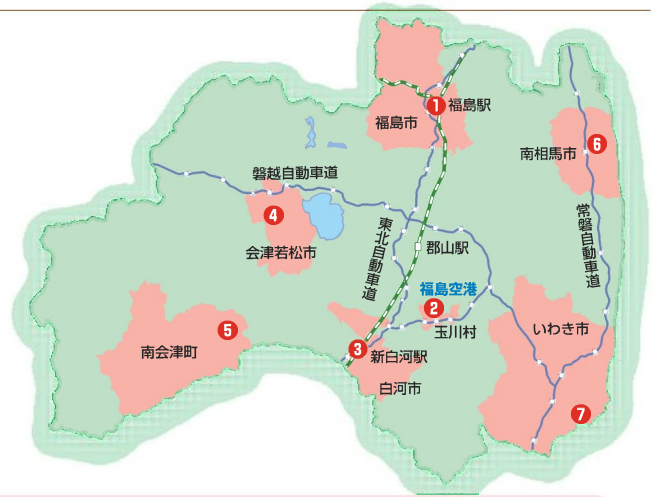 1
福島駅
福島市
6
南相馬市
磐越自動車道
4
会津若松市
東北自動車道
常磐自動車道
郡山駅
福島空港
2
玉川村
5
南会津町
3
新白河駅
白河市
いわき市
7